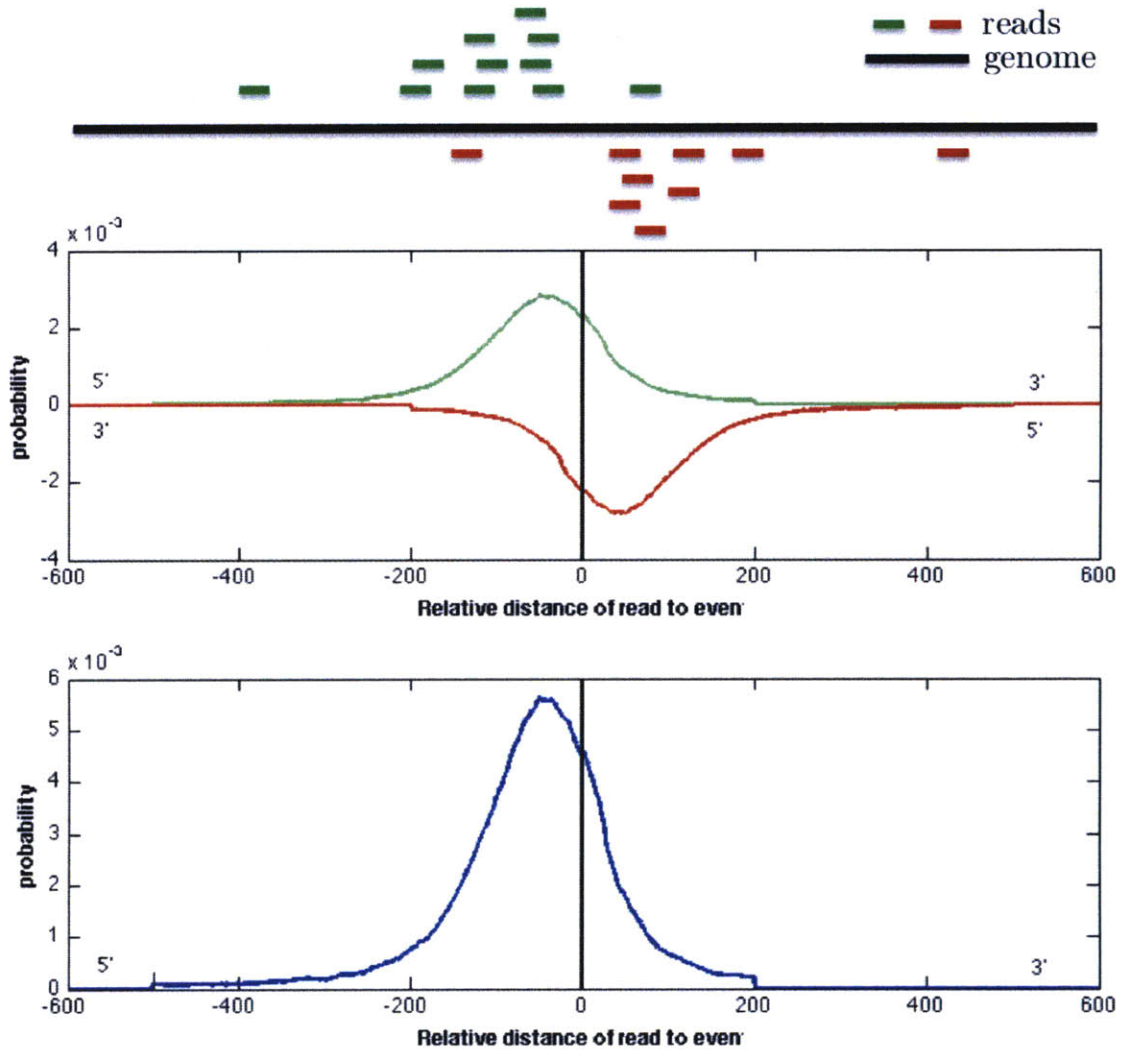 reads
genome
x 10⁻³
4
2
0
-2
-4
probability
5' 3'
3' 5'
-600 -400 -200 0 200 400 600
Relative distance of read to even
x 10⁻³
6
5
4
3
2
1
0
probability
5' 3'
-600 -400 -200 0 200 400 600
Relative distance of read to even